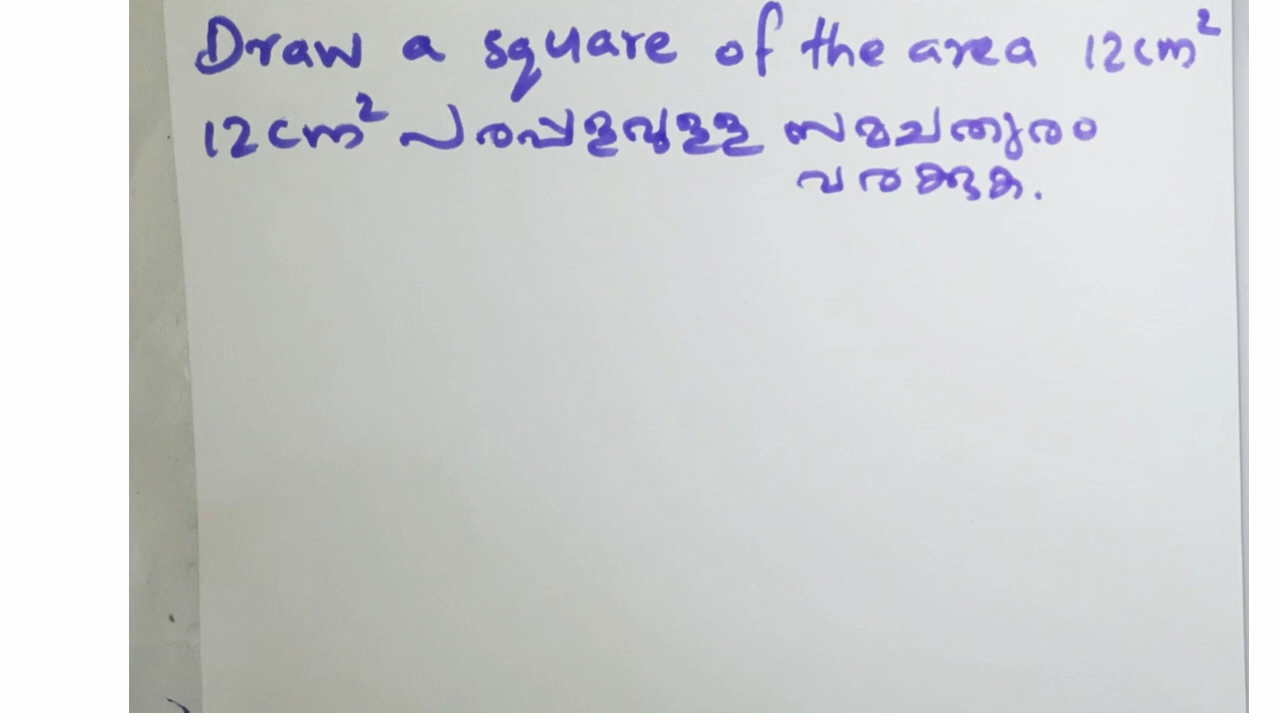 Draw a square of the area 12cm²
12cm² പരപ്പളവുള്ള സമചതുരം
വരക്കുക.